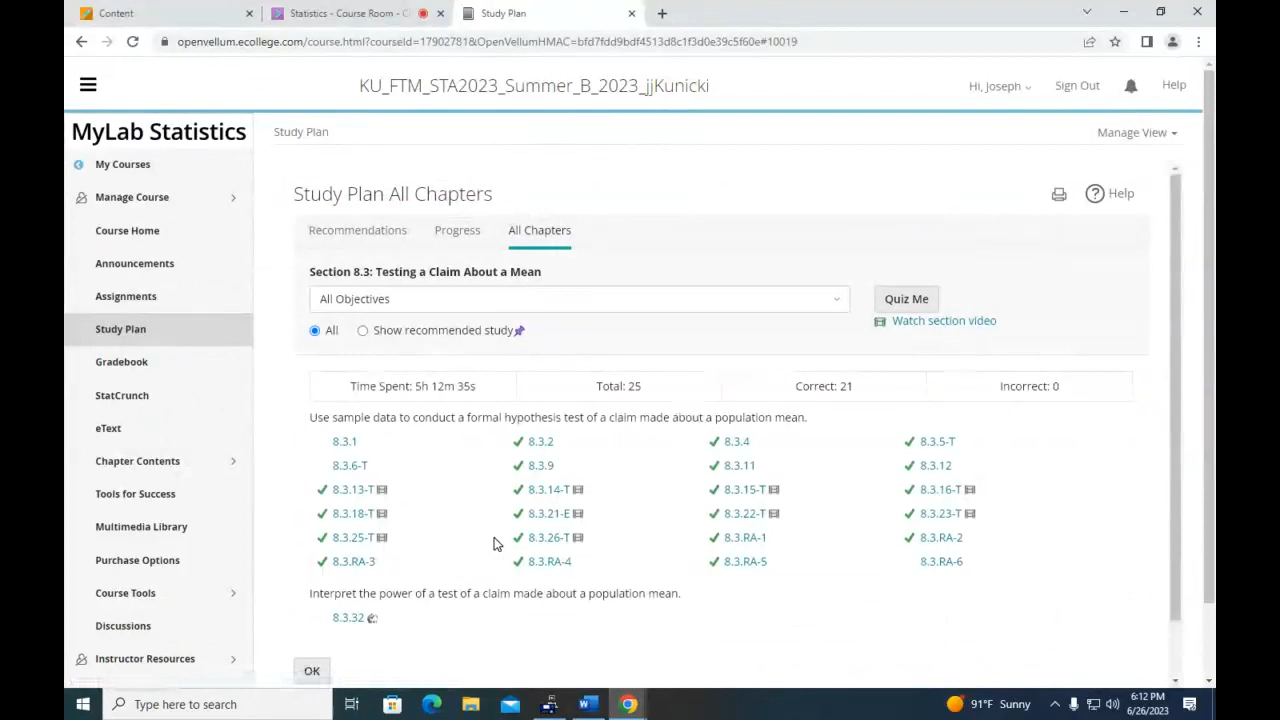 Content
Statistics - Course Room - C
Study Plan
openvellum.ecollege.com/course.html?courseId=17902781&OpenVellumHMAC=bfd7fdd9bdf4513d8c1f3d0e39c5f60e#10019
KU_FTM_STA2023_Summer_B_2023_jjKunicki
Hi, Joseph
Sign Out
Help
MyLab Statistics
Study Plan
Manage View
My Courses
Manage Course
Course Home
Announcements
Assignments
Study Plan
Gradebook
StatCrunch
eText
Chapter Contents
Tools for Success
Multimedia Library
Purchase Options
Course Tools
Discussions
Instructor Resources
Study Plan All Chapters
Help
Recommendations Progress All Chapters
Section 8.3: Testing a Claim About a Mean
All Objectives
Quiz Me
Watch section video
All Show recommended study
Time Spent: 5h 12m 35s Total: 25 Correct: 21 Incorrect: 0
Use sample data to conduct a formal hypothesis test of a claim made about a population mean.
8.3.1 8.3.2 8.3.4 8.3.5-T
8.3.6-T 8.3.9 8.3.11 8.3.12
8.3.13-T 8.3.14-T 8.3.15-T 8.3.16-T
8.3.18-T 8.3.21-E 8.3.22-T 8.3.23-T
8.3.25-T 8.3.26-T 8.3.RA-1 8.3.RA-2
8.3.RA-3 8.3.RA-4 8.3.RA-5 8.3.RA-6
Interpret the power of a test of a claim made about a population mean.
8.3.32
OK
Type here to search
91°F Sunny
6:12 PM
6/26/2023